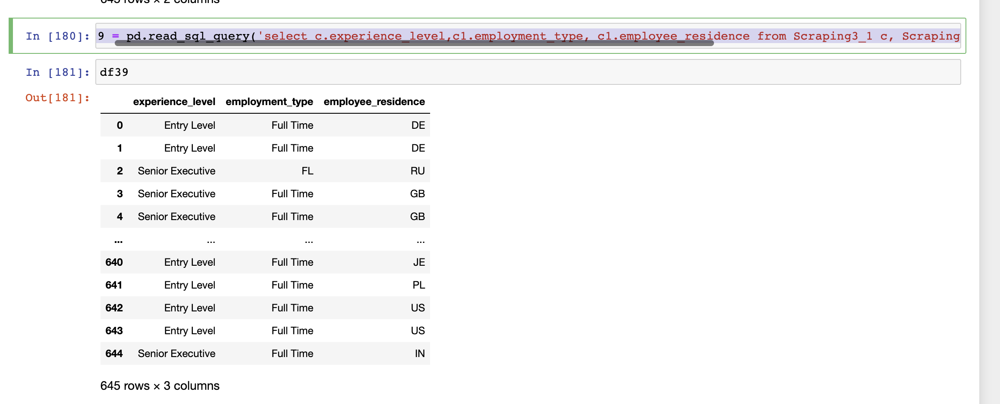 645 rows × 2 columns
In [180]: 9 = pd.read_sql_query('select c.experience_level,c1.employment_type, c1.employee_residence from Scraping3_1 c, Scraping
In [181]: df39
Out[181]:
experience_level employment_type employee_residence
0 Entry Level Full Time DE
1 Entry Level Full Time DE
2 Senior Executive FL RU
3 Senior Executive Full Time GB
4 Senior Executive Full Time GB
... ... ... ...
640 Entry Level Full Time JE
641 Entry Level Full Time PL
642 Entry Level Full Time US
643 Entry Level Full Time US
644 Senior Executive Full Time IN
645 rows × 3 columns